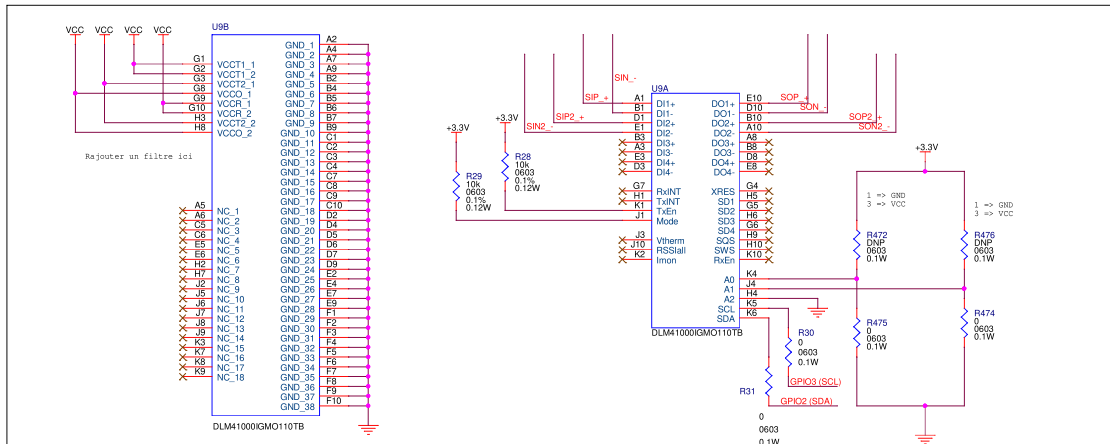 U9B
VCC VCC VCC VCC
G1 VCCT1_1
G2 VCCT1_2
G3 VCCT2_1
G8 VCCO_1
G9 VCCR_1
G10 VCCR_2
H3 VCCT2_2
H8 VCCO_2
Rajouter un filtre ici
A5 NC_1
A6 NC_2
C5 NC_3
C6 NC_4
E5 NC_5
E6 NC_6
H2 NC_7
H7 NC_8
J2 NC_9
J5 NC_10
J6 NC_11
J7 NC_12
J8 NC_13
J9 NC_14
K3 NC_15
K7 NC_16
K8 NC_17
K9 NC_18
GND_1 A2
GND_2 A4
GND_3 A7
GND_4 A9
GND_5 B2
GND_6 B4
GND_7 B5
GND_8 B6
GND_9 B7
GND_10 B9
GND_11 C1
GND_12 C2
GND_13 C3
GND_14 C4
GND_15 C7
GND_16 C8
GND_17 C9
GND_18 C10
GND_19 D2
GND_20 D4
GND_21 D5
GND_22 D6
GND_23 D7
GND_24 D9
GND_25 E2
GND_26 E4
GND_27 E7
GND_28 E9
GND_29 F1
GND_30 F2
GND_31 F3
GND_32 F4
GND_33 F5
GND_34 F6
GND_35 F7
GND_36 F8
GND_37 F9
GND_38 F10
DLM41000IGMO110TB
+3.3V
R29
10k
0603
0.1%
0.12W
+3.3V
R28
10k
0603
0.1%
0.12W
SIN_-
SIP_+
SIP2_+
SIN2_-
U9A
A1 DI1+
B1 DI1-
D1 DI2+
E1 DI2-
B3 DI3+
A3 DI3-
E3 DI4+
D3 DI4-
G7 RxINT
H1 TxINT
K1 TxEn
J1 Mode
J3 Vtherm
J10 RSSIall
K2 Imon
DO1+ E10
DO1- D10
DO2+ B10
DO2- A10
DO3+ A8
DO3- B8
DO4+ D8
DO4- E8
XRES G4
SD1 H5
SD2 G5
SD3 H6
SD4 G6
SQS H9
SWS H10
RxEn K10
A0 K4
A1 J4
A2 H4
SCL K5
SDA K6
DLM41000IGMO110TB
SOP_+
SON_-
SOP2_+
SON2_-
R30
0
0603
0.1W
GPIO3 (SCL)
R31
GPIO2 (SDA)
0
0603
0.1W
+3.3V
1 => GND
3 => VCC
1 => GND
3 => VCC
R472
DNP
0603
0.1W
R476
DNP
0603
0.1W
R475
0
0603
0.1W
R474
0
0603
0.1W